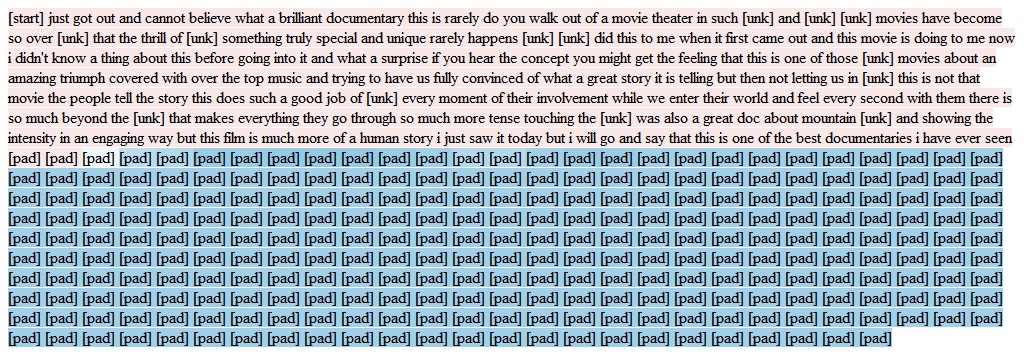 [start] just got out and cannot believe what a brilliant documentary this is rarely do you walk out of a movie theater in such [unk] and [unk] [unk] movies have become
so over [unk] that the thrill of [unk] something truly special and unique rarely happens [unk] [unk] did this to me when it first came out and this movie is doing to me now
i didn't know a thing about this before going into it and what a surprise if you hear the concept you might get the feeling that this is one of those [unk] movies about an
amazing triumph covered with over the top music and trying to have us fully convinced of what a great story it is telling but then not letting us in [unk] this is not that
movie the people tell the story this does such a good job of [unk] every moment of their involvement while we enter their world and feel every second with them there is
so much beyond the [unk] that makes everything they go through so much more tense touching the [unk] was also a great doc about mountain [unk] and showing the
intensity in an engaging way but this film is much more of a human story i just saw it today but i will go and say that this is one of the best documentaries i have ever seen
[pad] [pad] [pad] [pad] [pad] [pad] [pad] [pad] [pad] [pad] [pad] [pad] [pad] [pad] [pad] [pad] [pad] [pad] [pad] [pad] [pad] [pad] [pad] [pad] [pad] [pad] [pad]
[pad] [pad] [pad] [pad] [pad] [pad] [pad] [pad] [pad] [pad] [pad] [pad] [pad] [pad] [pad] [pad] [pad] [pad] [pad] [pad] [pad] [pad] [pad] [pad] [pad] [pad] [pad]
[pad] [pad] [pad] [pad] [pad] [pad] [pad] [pad] [pad] [pad] [pad] [pad] [pad] [pad] [pad] [pad] [pad] [pad] [pad] [pad] [pad] [pad] [pad] [pad] [pad] [pad] [pad]
[pad] [pad] [pad] [pad] [pad] [pad] [pad] [pad] [pad] [pad] [pad] [pad] [pad] [pad] [pad] [pad] [pad] [pad] [pad] [pad] [pad] [pad] [pad] [pad] [pad] [pad] [pad]
[pad] [pad] [pad] [pad] [pad] [pad] [pad] [pad] [pad] [pad] [pad] [pad] [pad] [pad] [pad] [pad] [pad] [pad] [pad] [pad] [pad] [pad] [pad] [pad] [pad] [pad] [pad]
[pad] [pad] [pad] [pad] [pad] [pad] [pad] [pad] [pad] [pad] [pad] [pad] [pad] [pad] [pad] [pad] [pad] [pad] [pad] [pad] [pad] [pad] [pad] [pad] [pad] [pad] [pad]
[pad] [pad] [pad] [pad] [pad] [pad] [pad] [pad] [pad] [pad] [pad] [pad] [pad] [pad] [pad] [pad] [pad] [pad] [pad] [pad] [pad] [pad] [pad] [pad] [pad] [pad] [pad]
[pad] [pad] [pad] [pad] [pad] [pad] [pad] [pad] [pad] [pad] [pad] [pad] [pad] [pad] [pad] [pad] [pad] [pad] [pad] [pad] [pad] [pad] [pad] [pad] [pad] [pad] [pad]
[pad] [pad] [pad] [pad] [pad] [pad] [pad] [pad] [pad] [pad] [pad] [pad] [pad] [pad] [pad] [pad] [pad] [pad] [pad] [pad] [pad] [pad] [pad] [pad] [pad] [pad] [pad]
[pad] [pad] [pad] [pad] [pad] [pad] [pad] [pad] [pad] [pad] [pad] [pad] [pad] [pad] [pad] [pad] [pad] [pad] [pad] [pad] [pad] [pad] [pad] [pad]